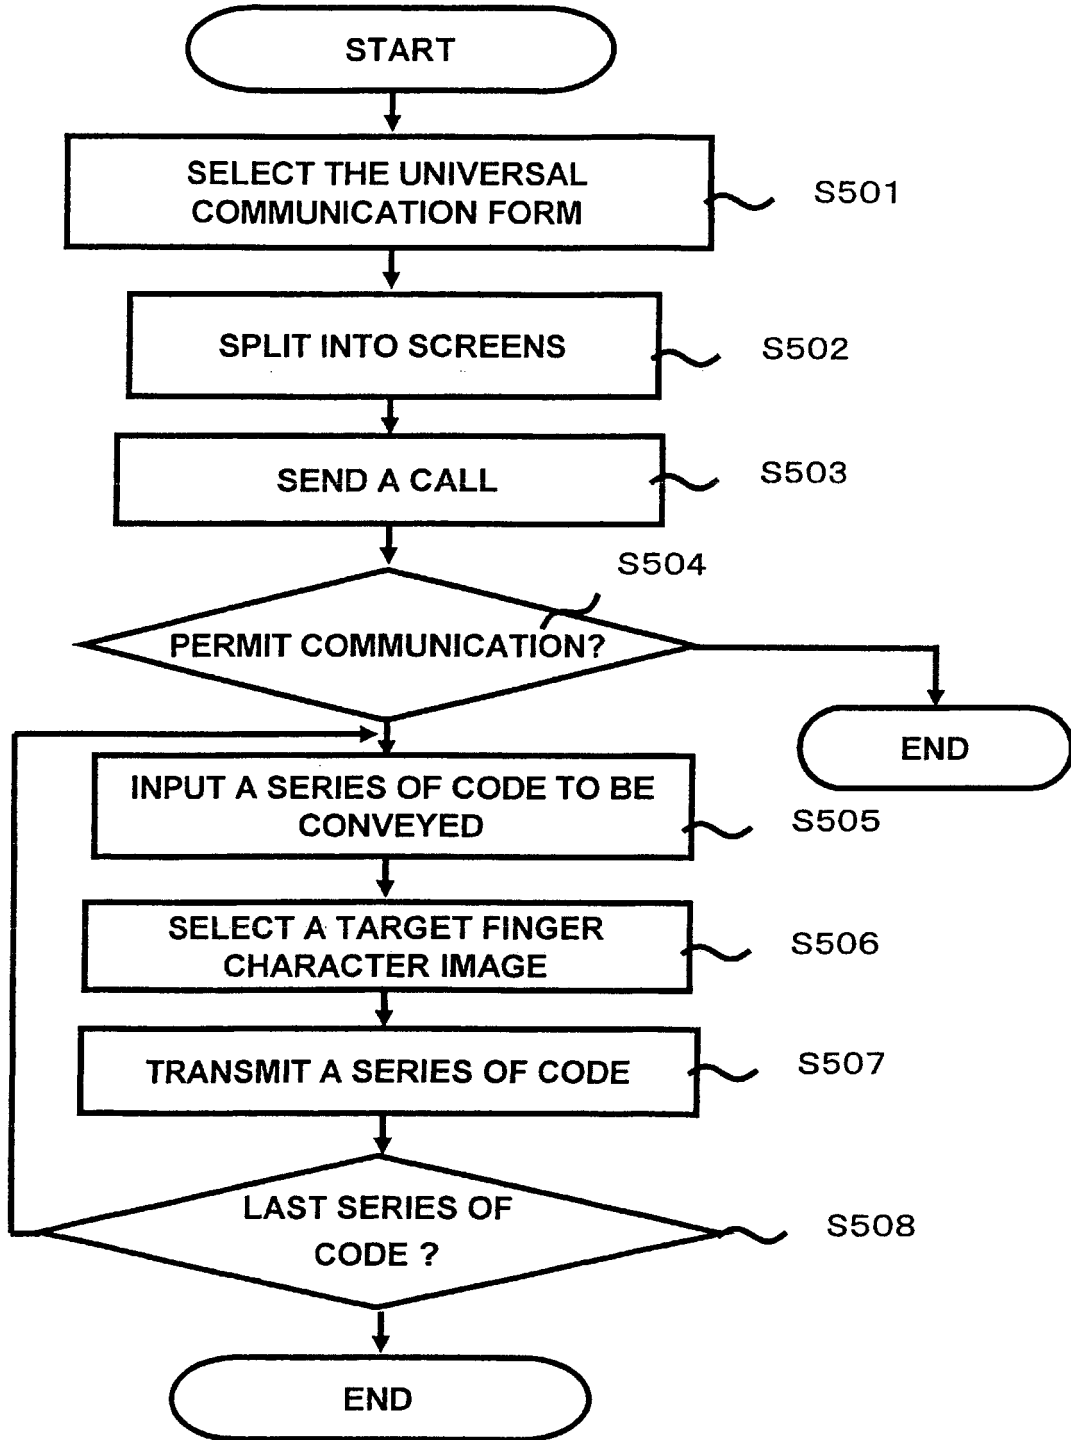 START
SELECT THE UNIVERSAL
COMMUNICATION FORM
S501
SPLIT INTO SCREENS
S502
SEND A CALL
S503
S504
PERMIT COMMUNICATION?
END
INPUT A SERIES OF CODE TO BE
CONVEYED
S505
SELECT A TARGET FINGER
CHARACTER IMAGE
S506
TRANSMIT A SERIES OF CODE
S507
LAST SERIES OF
CODE ?
S508
END